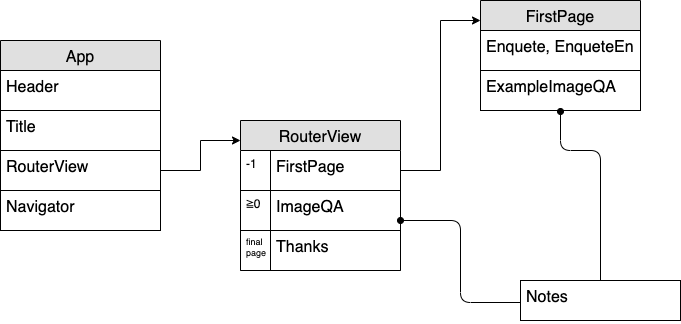 App
Header
Title
RouterView
Navigator
RouterView
-1 FirstPage
≧0 ImageQA
final
page
Thanks
FirstPage
Enquete, EnqueteEn
ExampleImageQA
Notes